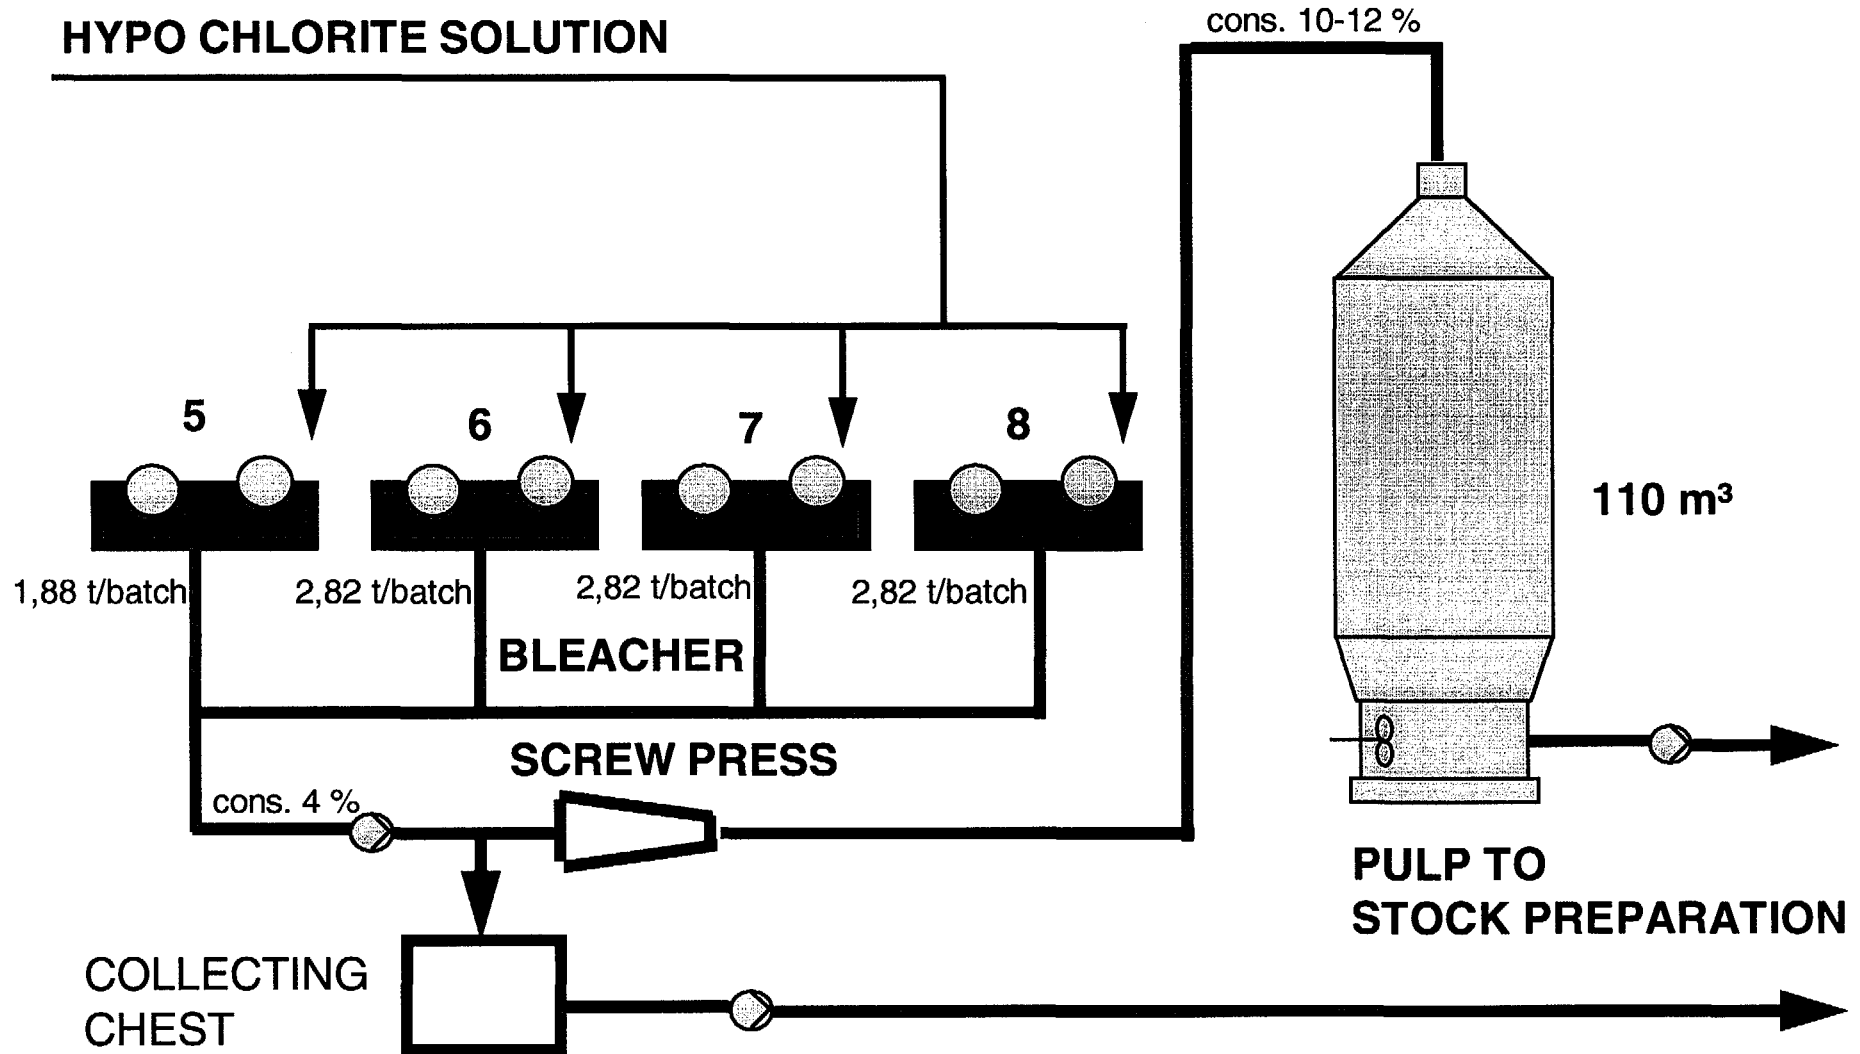 HYPO CHLORITE SOLUTION
cons. 10-12 %
5
6
7
8
110 m³
1,88 t/batch
2,82 t/batch
2,82 t/batch
2,82 t/batch
BLEACHER
SCREW PRESS
cons. 4 %
PULP TO
STOCK PREPARATION
COLLECTING
CHEST